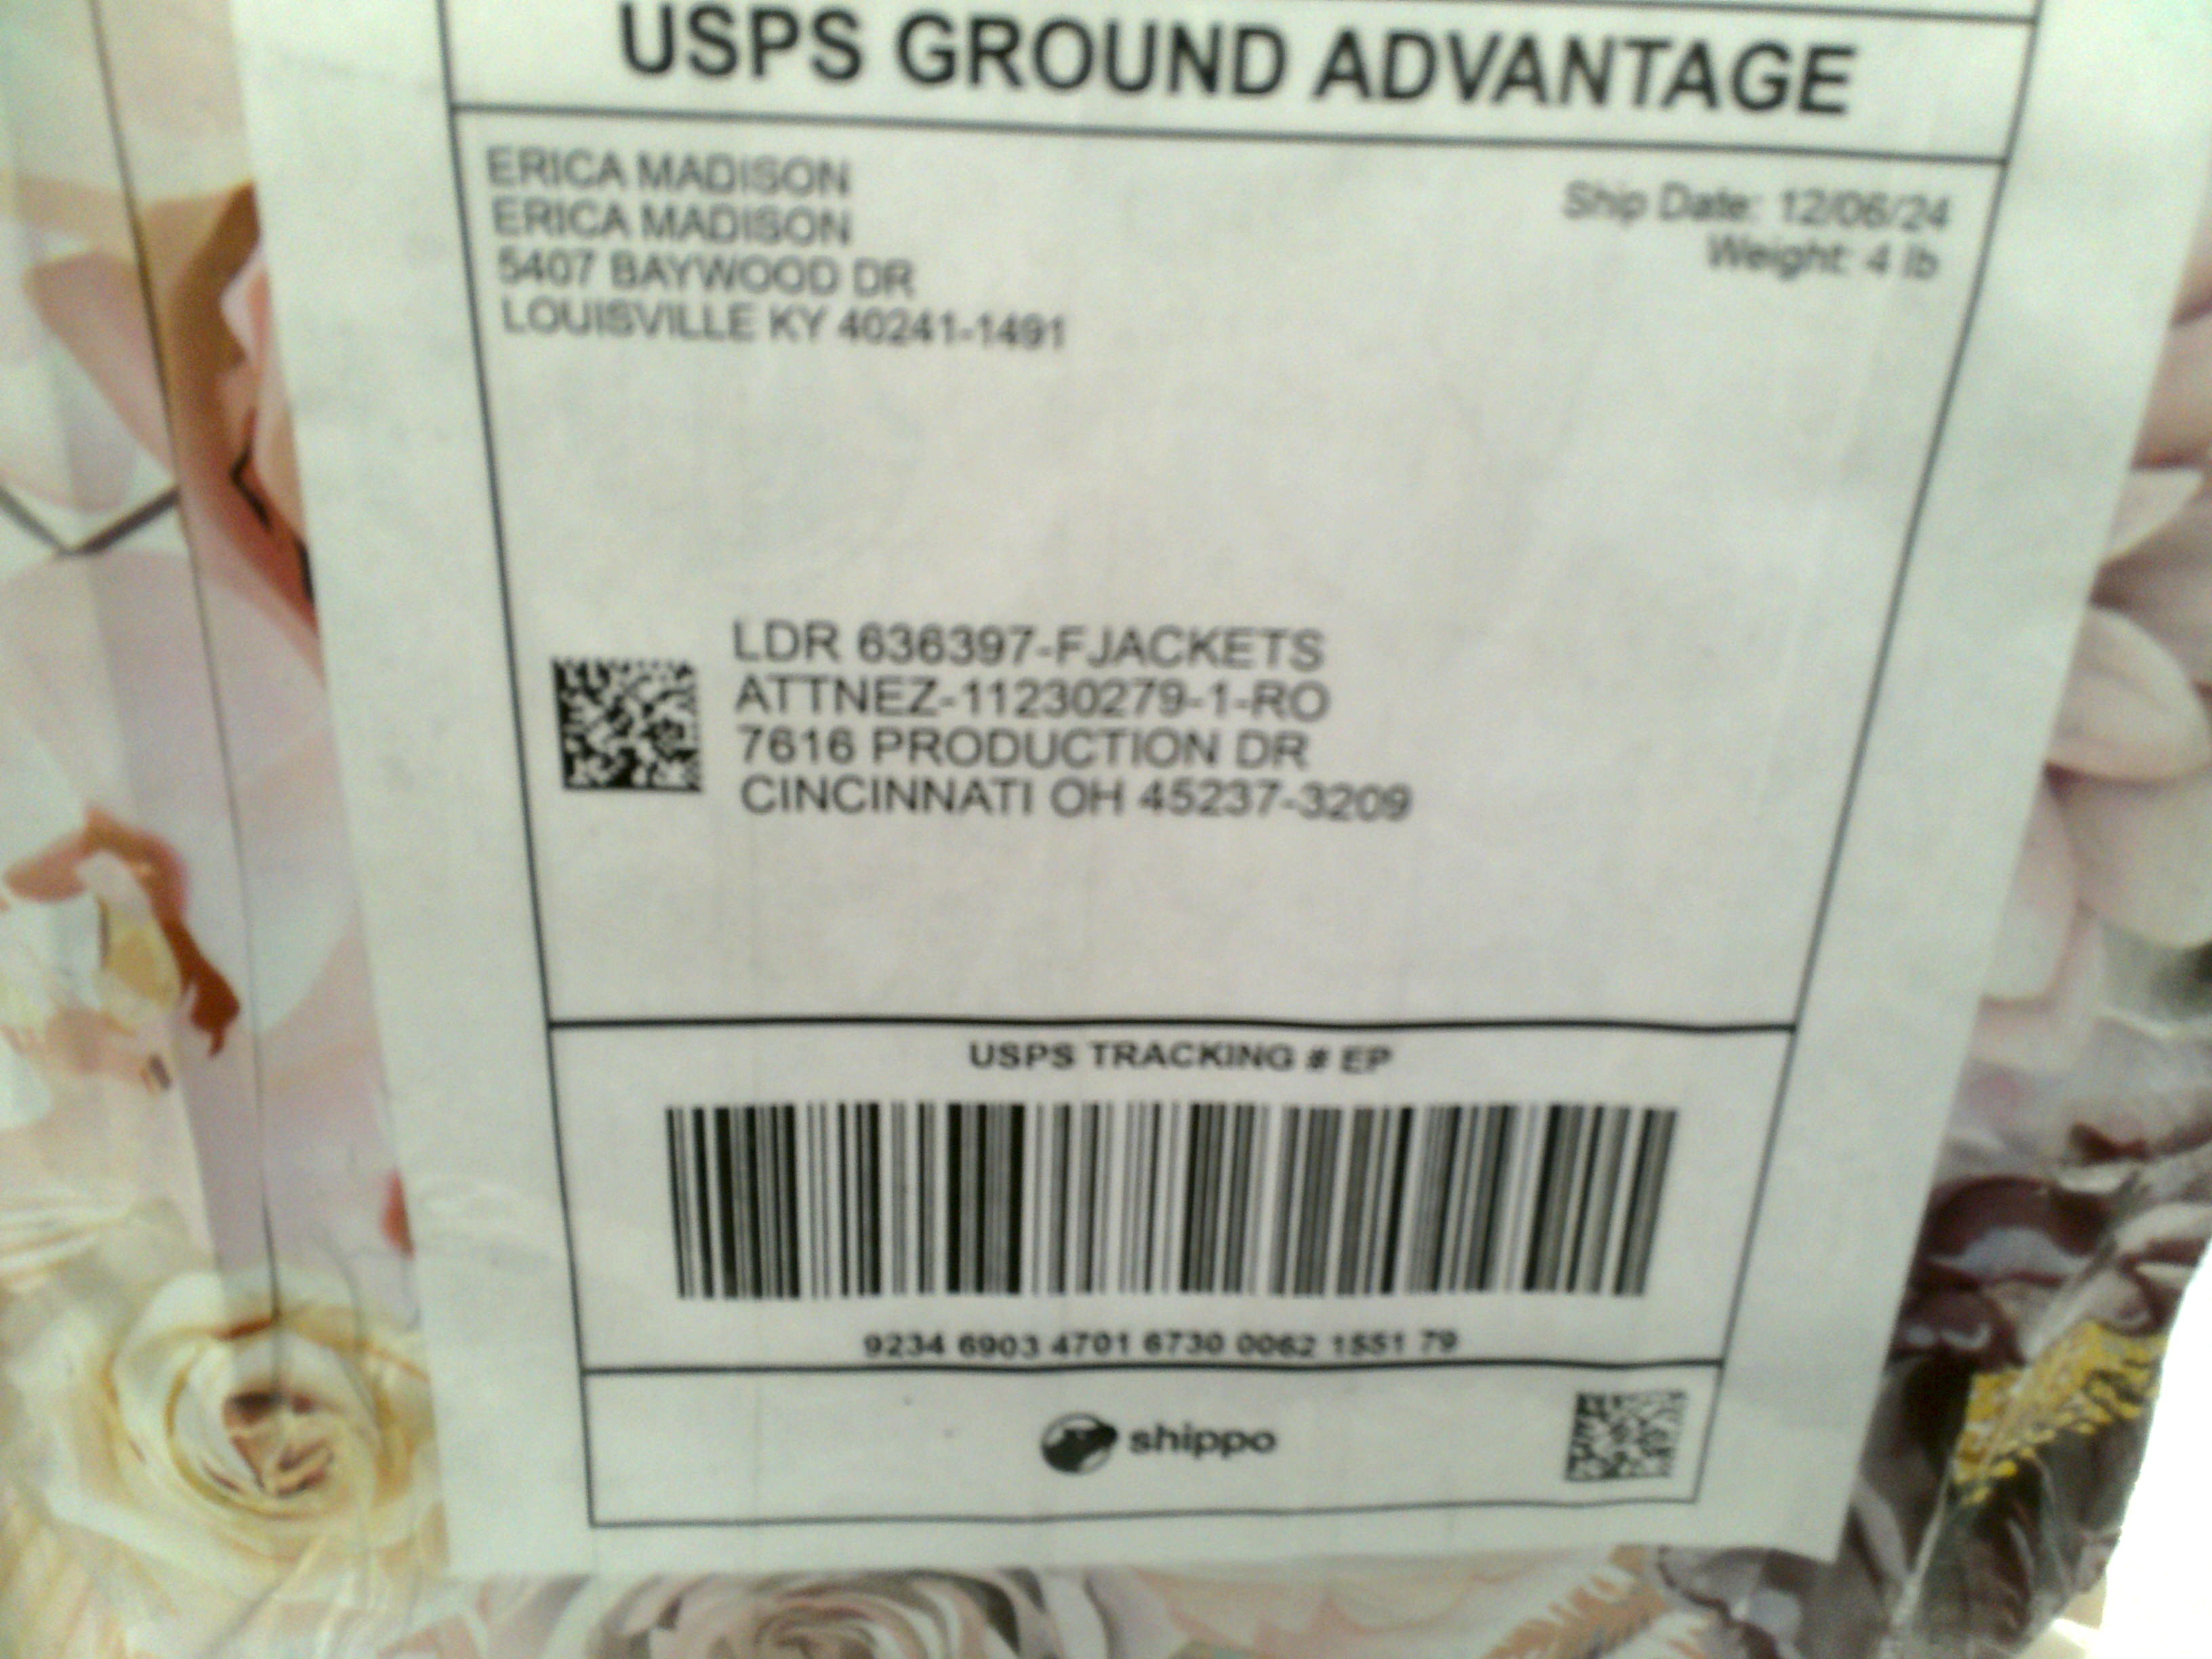 USPS GROUND ADVANTAGE
ERICA MADISON
ERICA MADISON
5407 BAYWOOD DR
LOUISVILLE KY 40241-1491
Ship Date: 12/06/24
Weight: 4 lb
LDR 636397-FJACKETS
ATTNEZ-11230279-1-RO
7616 PRODUCTION DR
CINCINNATI OH 45237-3209
USPS TRACKING # EP
9234 6903 4701 6730 0062 1551 79
shippo